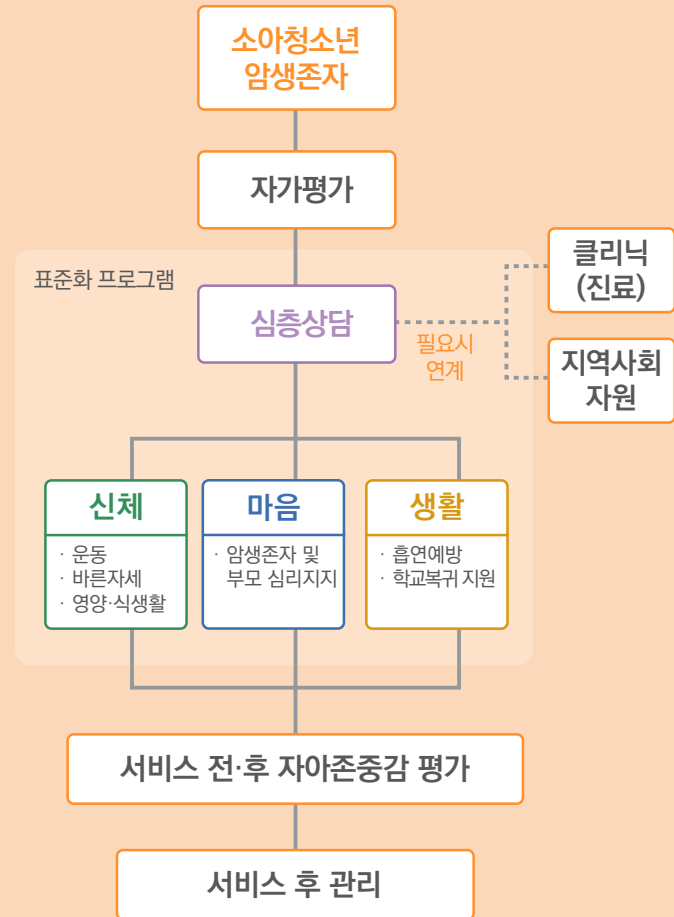 소아청소년
암생존자
자가평가
표준화 프로그램
심층상담
필요시
연계
클리닉
(진료)
지역사회
자원
신체
· 운동
· 바른자세
· 영양·식생활
마음
· 암생존자 및
부모 심리지지
생활
· 흡연예방
· 학교복귀 지원
서비스 전·후 자아존중감 평가
서비스 후 관리